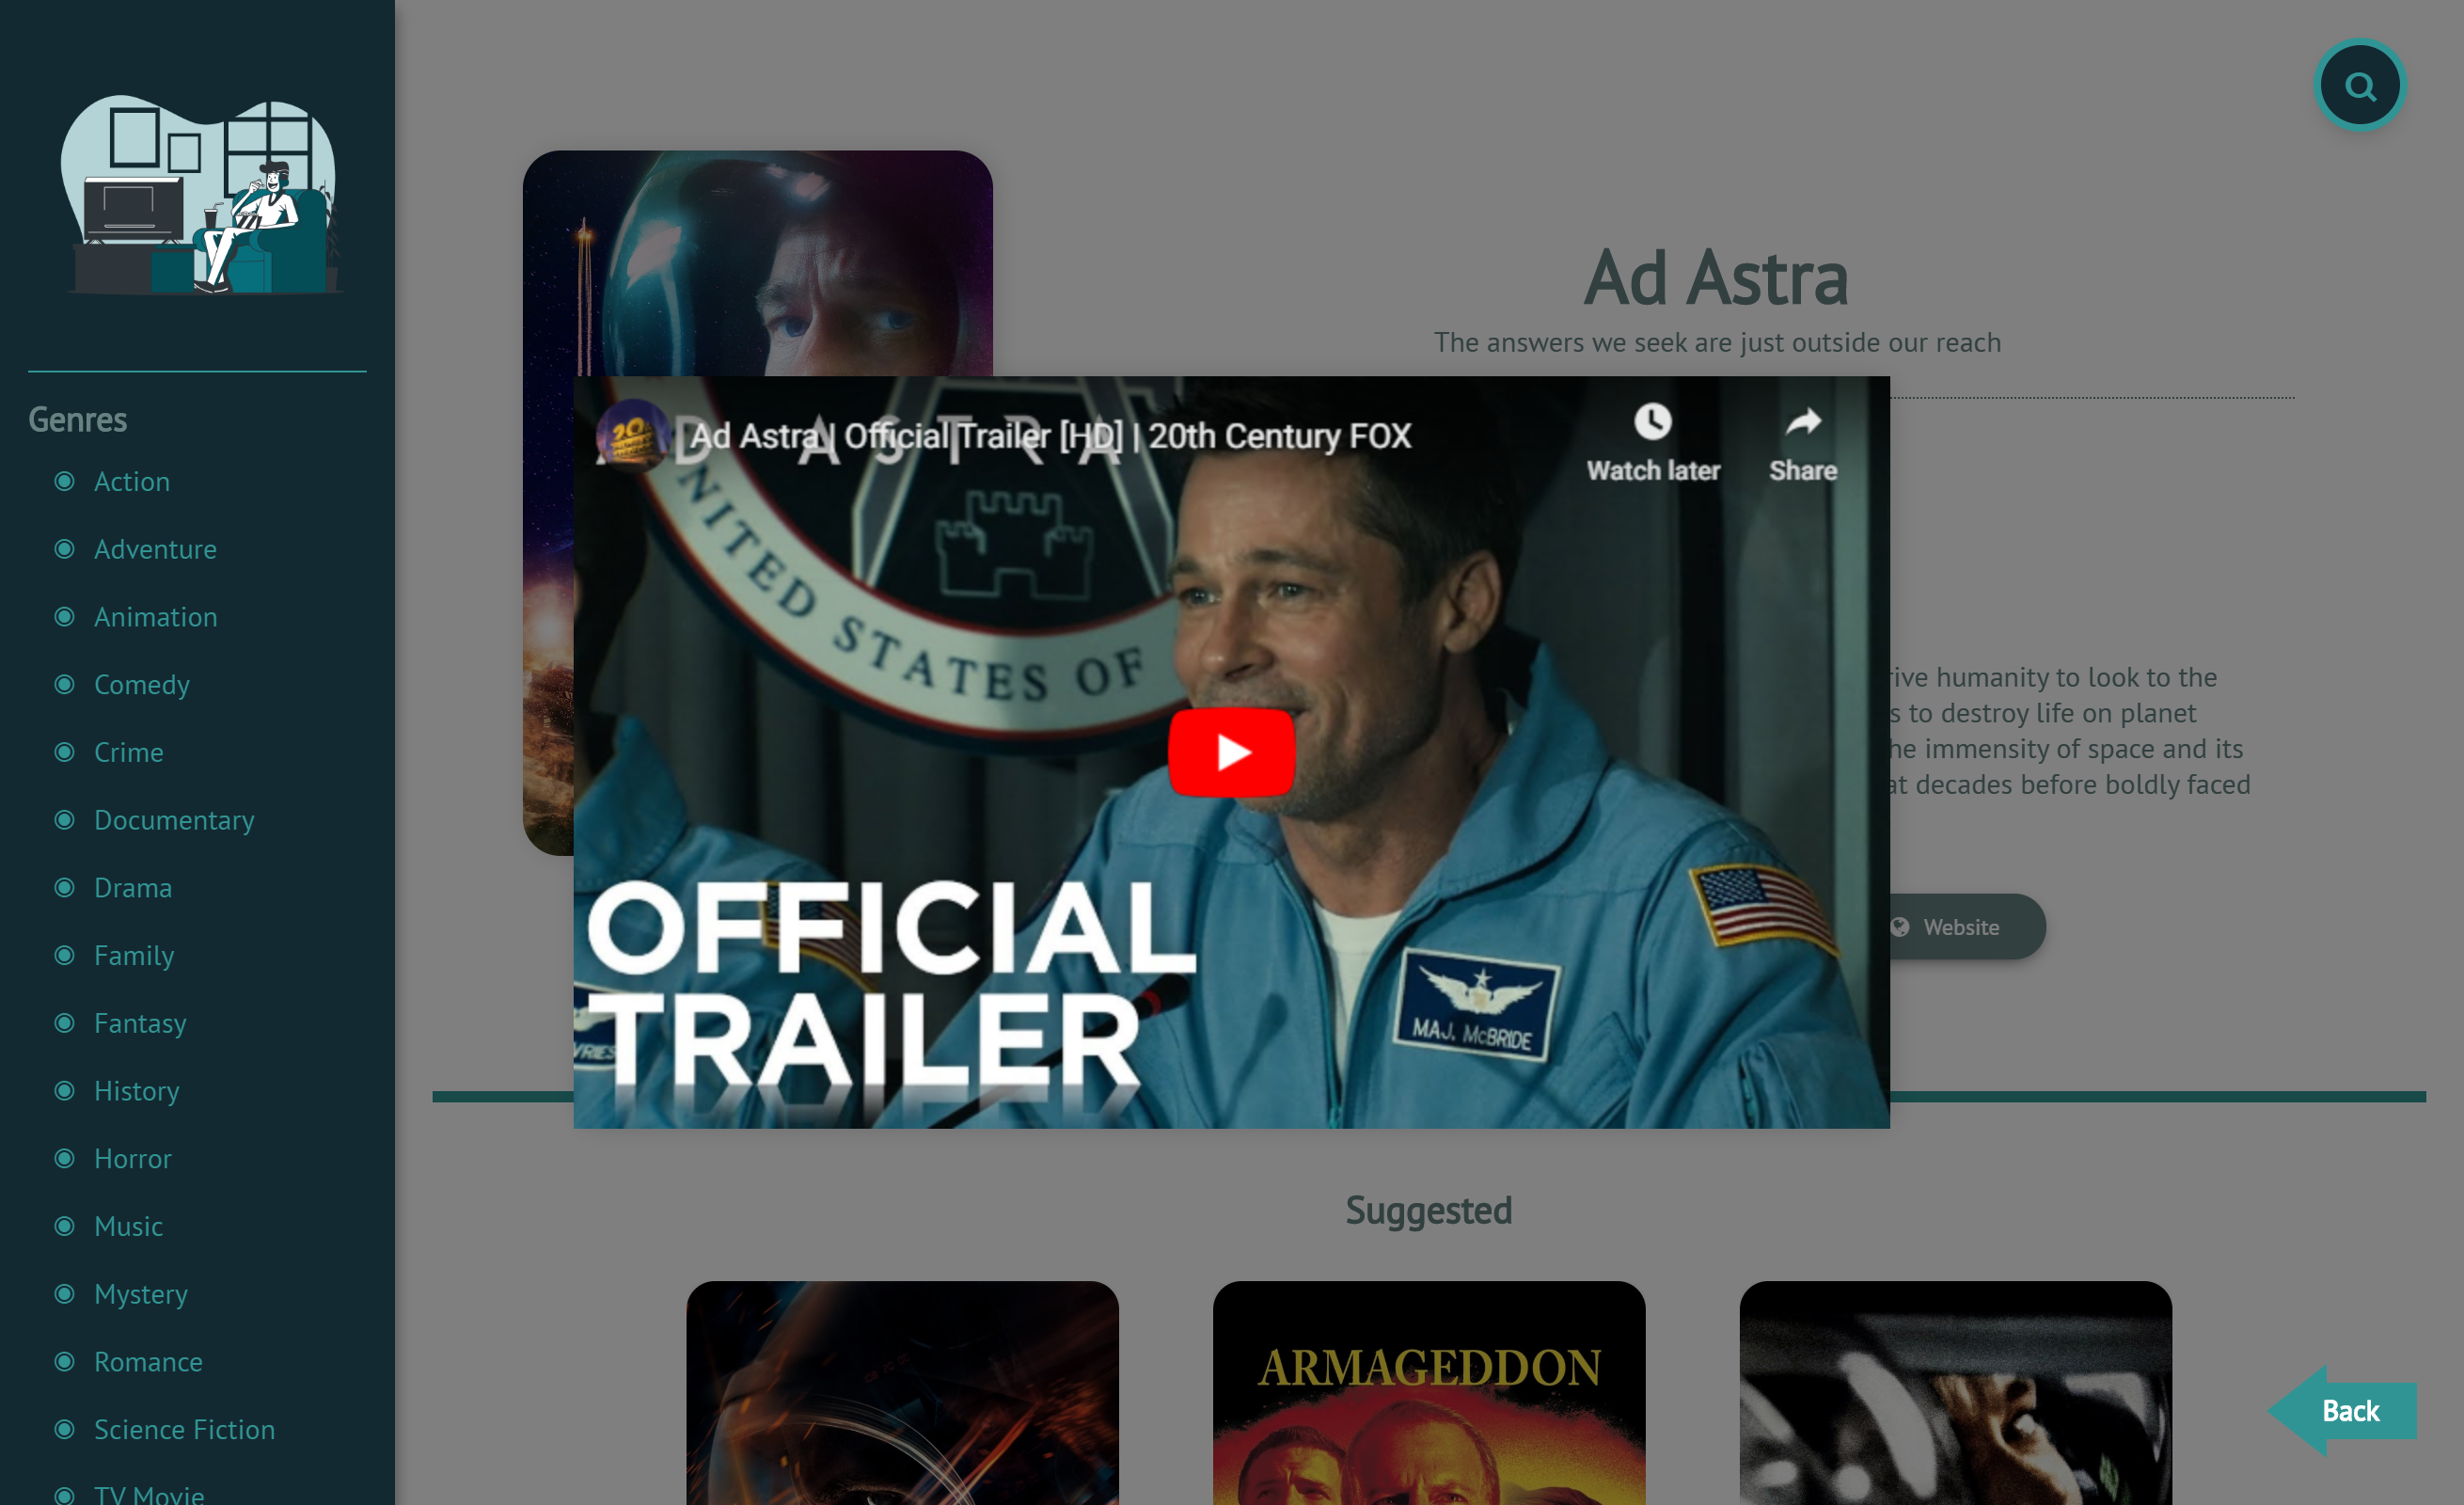 Genres
Action
Adventure
Animation
Comedy
Crime
Documentary
Drama
Family
Fantasy
History
Horror
Music
Mystery
Romance
Science Fiction
TV Movie
Ad Astra
The answers we seek are just outside our reach
AD ASTRA
Ad Astra | Official Trailer [HD] | 20th Century FOX
Watch later
Share
UNITED STATES OF
OFFICIAL
TRAILER
MAJ. McBRIDE
humanity to look to the
to destroy life on planet
immensity of space and its
decades before boldly faced
Website
Suggested
ARMAGEDDON
Back